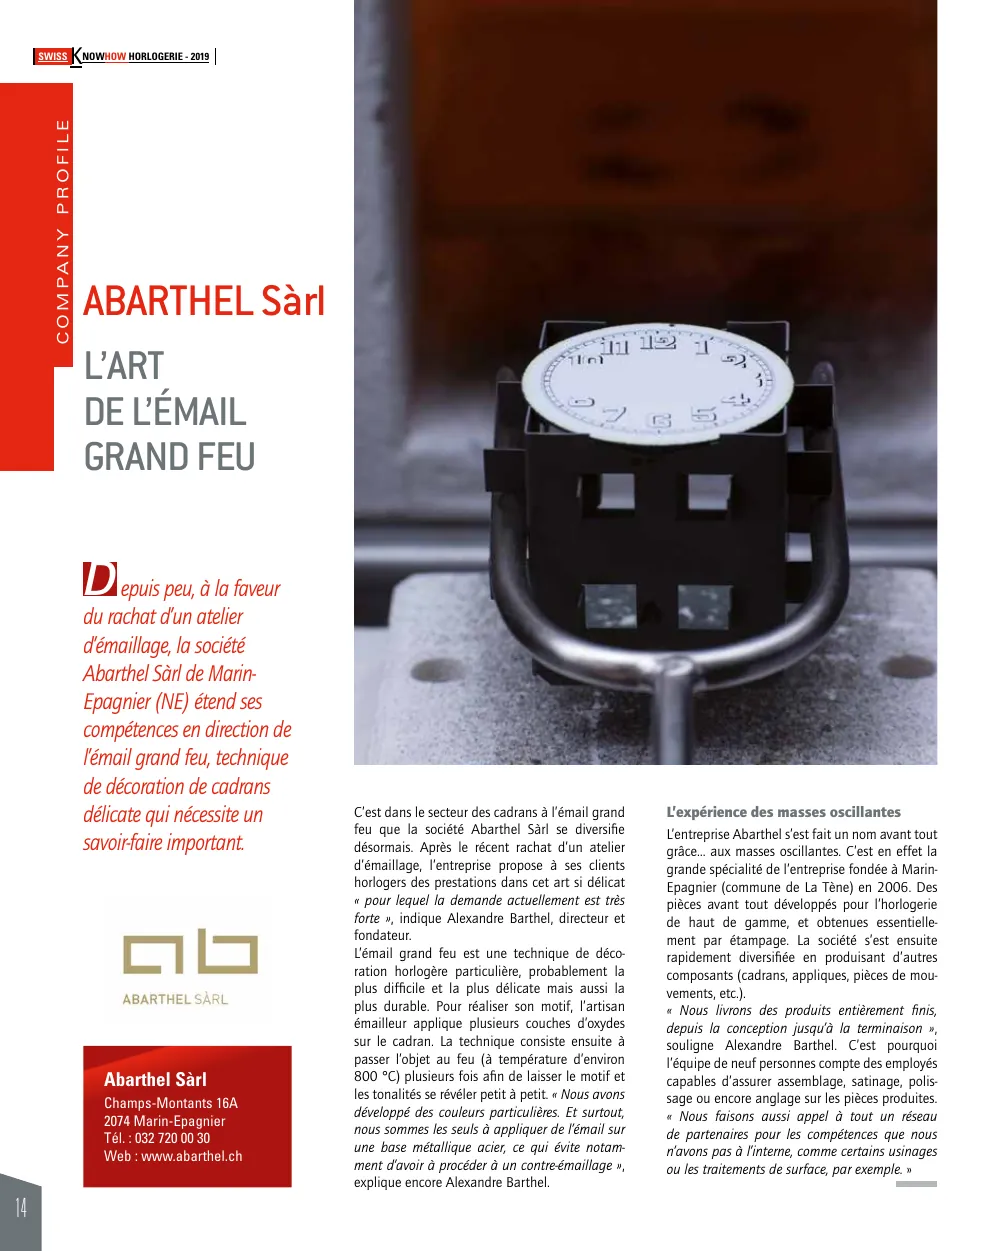 SWISS KNOWHOW HORLOGERIE - 2019
COMPANY PROFILE
ABARTHEL Sàrl
L’ART
DE L’ÉMAIL
GRAND FEU
Depuis peu, à la faveur
du rachat d’un atelier
d’émaillage, la société
Abarthel Sàrl de Marin-
Epagnier (NE) étend ses
compétences en direction de
l’émail grand feu, technique
de décoration de cadrans
délicate qui nécessite un
savoir-faire important.
ab
ABARTHEL SÀRL
Abarthel Sàrl
Champs-Montants 16A
2074 Marin-Epagnier
Tél. : 032 720 00 30
Web : www.abarthel.ch
11 12 1 2 3 4 5 6 7
C’est dans le secteur des cadrans à l’émail grand
feu que la société Abarthel Sàrl se diversifie
désormais. Après le récent rachat d’un atelier
d’émaillage, l’entreprise propose à ses clients
horlogers des prestations dans cet art si délicat
« pour lequel la demande actuellement est très
forte », indique Alexandre Barthel, directeur et
fondateur.
L’émail grand feu est une technique de déco-
ration horlogère particulière, probablement la
plus difficile et la plus délicate mais aussi la
plus durable. Pour réaliser son motif, l’artisan
émailleur applique plusieurs couches d’oxydes
sur le cadran. La technique consiste ensuite à
passer l’objet au feu (à température d’environ
800 °C) plusieurs fois afin de laisser le motif et
les tonalités se révéler petit à petit. « Nous avons
développé des couleurs particulières. Et surtout,
nous sommes les seuls à appliquer de l’émail sur
une base métallique acier, ce qui évite notam-
ment d’avoir à procéder à un contre-émaillage »,
explique encore Alexandre Barthel.
L’expérience des masses oscillantes
L’entreprise Abarthel s’est fait un nom avant tout
grâce... aux masses oscillantes. C’est en effet la
grande spécialité de l’entreprise fondée à Marin-
Epagnier (commune de La Tène) en 2006. Des
pièces avant tout développés pour l’horlogerie
de haut de gamme, et obtenues essentielle-
ment par étampage. La société s’est ensuite
rapidement diversifiée en produisant d’autres
composants (cadrans, appliques, pièces de mou-
vements, etc.).
« Nous livrons des produits entièrement finis,
depuis la conception jusqu’à la terminaison »,
souligne Alexandre Barthel. C’est pourquoi
l’équipe de neuf personnes compte des employés
capables d’assurer assemblage, satinage, polis-
sage ou encore anglage sur les pièces produites.
« Nous faisons aussi appel à tout un réseau
de partenaires pour les compétences que nous
n’avons pas à l’interne, comme certains usinages
ou les traitements de surface, par exemple. »
14